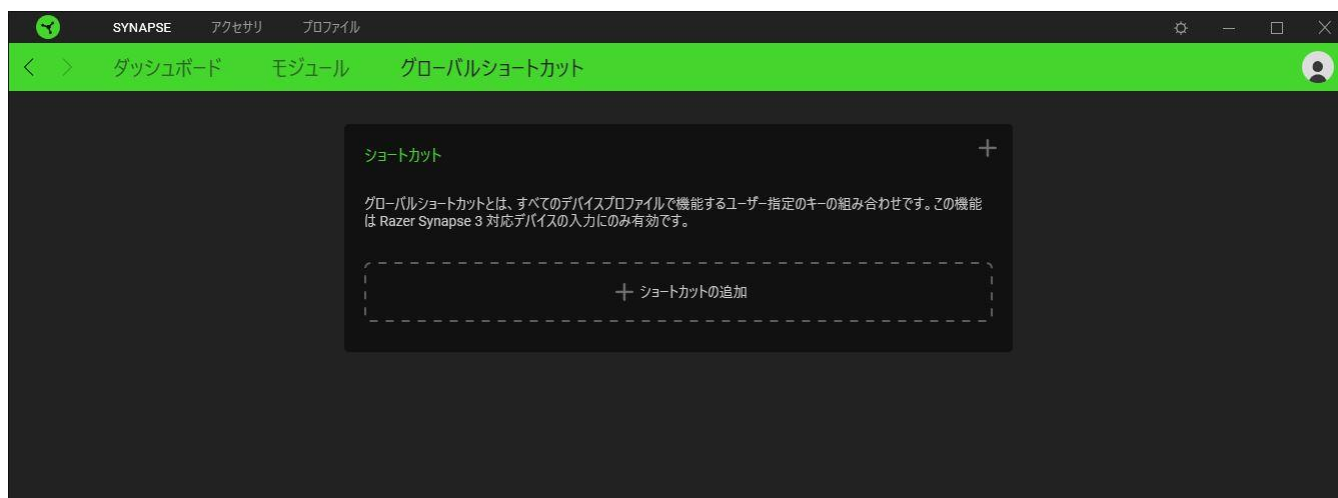 SYNAPSE アクセサリ プロファイル
ダッシュボード モジュール グローバルショートカット
ショートカット
グローバルショートカットとは、すべてのデバイスプロファイルで機能するユーザー指定のキーの組み合わせです。この機能
は Razer Synapse 3 対応デバイスの入力にのみ有効です。
ショートカットの追加